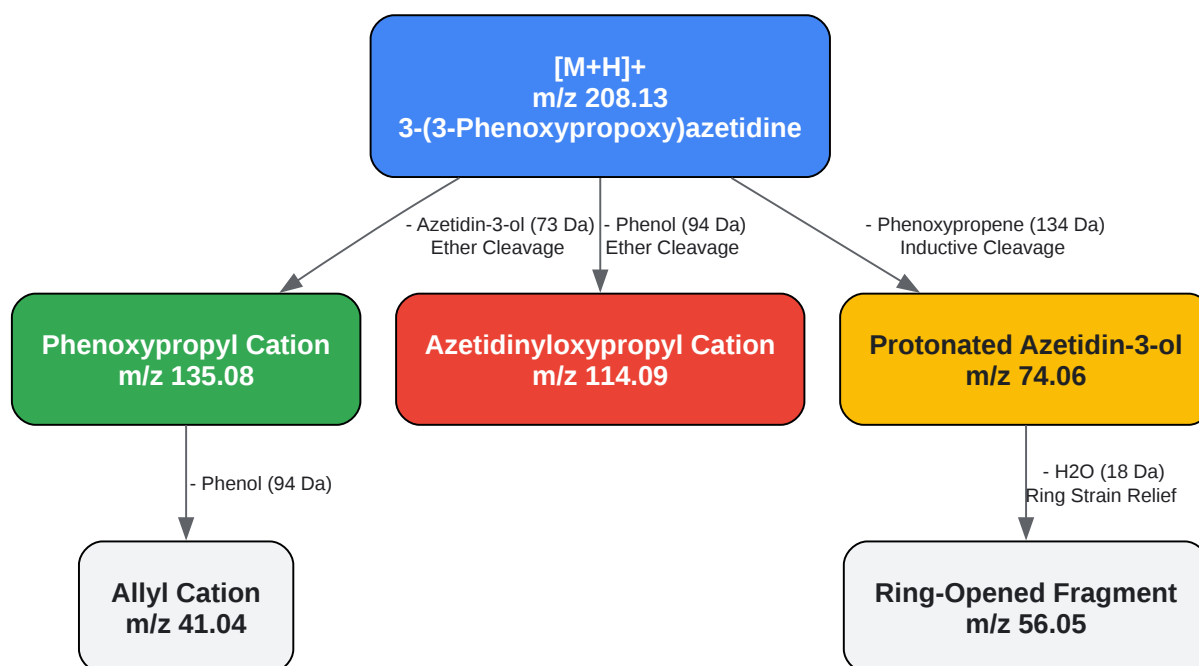 [M+H]+
m/z 208.13
3-(3-Phenoxypropoxy)azetidine
- Azetidin-3-ol (73 Da)
Ether Cleavage
- Phenol (94 Da)
Ether Cleavage
- Phenoxypropene (134 Da)
Inductive Cleavage
Phenoxypropyl Cation
m/z 135.08
Azetidinyloxypropyl Cation
m/z 114.09
Protonated Azetidin-3-ol
m/z 74.06
- Phenol (94 Da)
- H2O (18 Da)
Ring Strain Relief
Allyl Cation
m/z 41.04
Ring-Opened Fragment
m/z 56.05